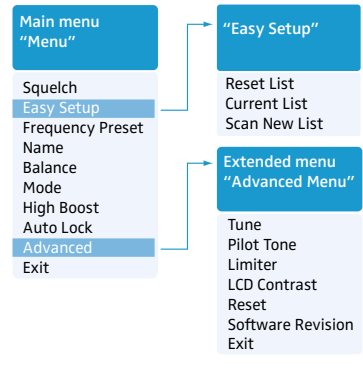 Main menu
“Menu”
Squelch
Easy Setup
Frequency Preset
Name
Balance
Mode
High Boost
Auto Lock
Advanced
Exit
“Easy Setup”
Reset List
Current List
Scan New List
Extended menu
“Advanced Menu”
Tune
Pilot Tone
Limiter
LCD Contrast
Reset
Software Revision
Exit